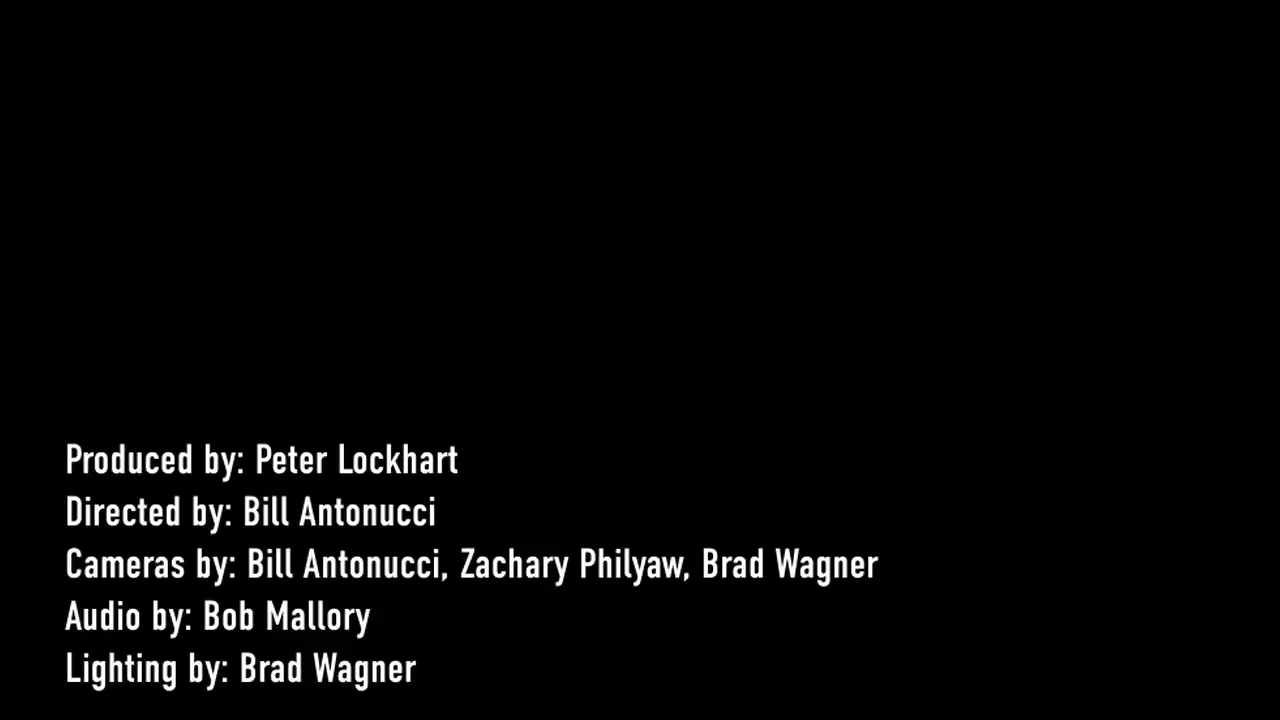 Produced by: Peter Lockhart
Directed by: Bill Antonucci
Cameras by: Bill Antonucci, Zachary Philyaw, Brad Wagner
Audio by: Bob Mallory
Lighting by: Brad Wagner